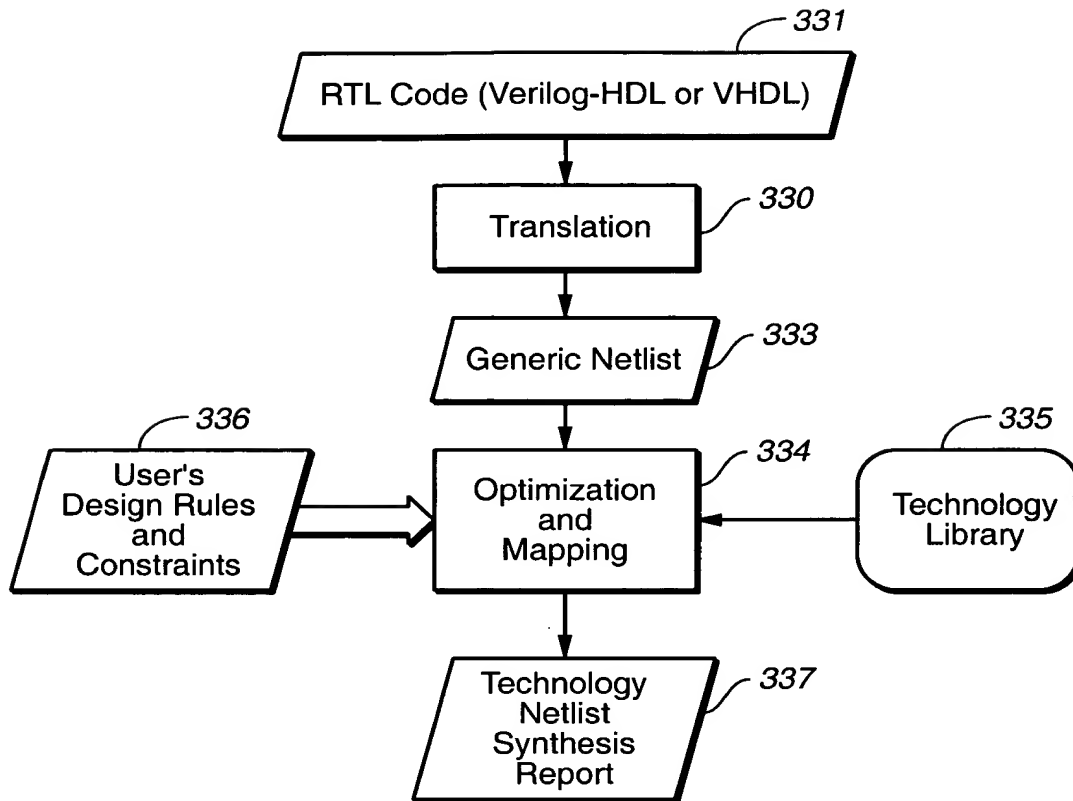 331
RTL Code (Verilog-HDL or VHDL)
330
Translation
333
Generic Netlist
336
User's
Design Rules
and
Constraints
334
Optimization
and
Mapping
335
Technology
Library
337
Technology
Netlist
Synthesis
Report